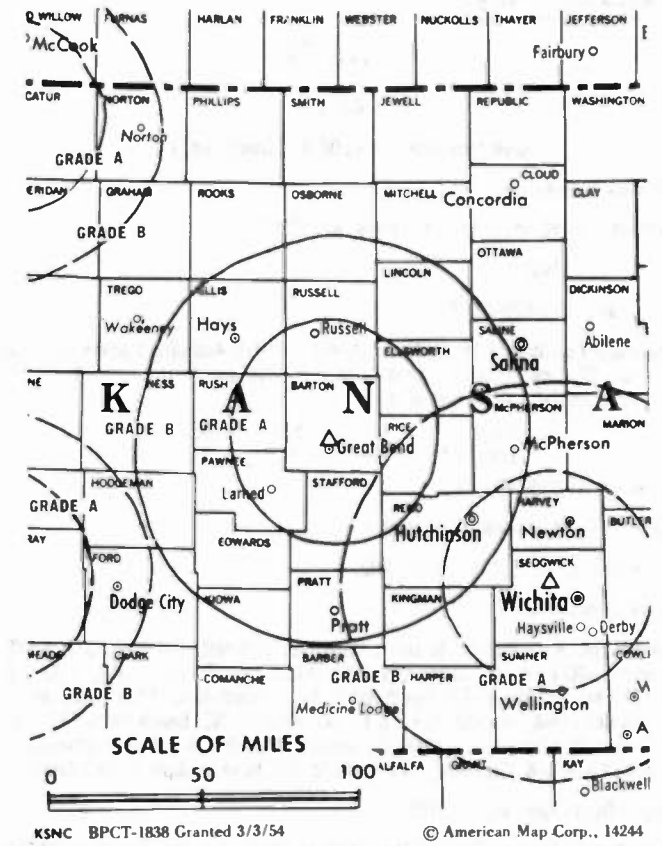 D WILLOW FURNAS HARLAN FRANKLIN WEBSTER NUCKOLLS THAYER JEFFERSON E
McCook Fairbury
CATUR NORTON PHILLIPS SMITH JEWELL REPUBLIC WASHINGTON
Norton
GRADE A
CLOUD
ERIDAN GRAHAM ROOKS OSBORNE MITCHELL Concordia CLAY
GRADE B
OTTAWA
LINCOLN
TREGO ELLIS RUSSELL DICKINSON
Wakeeney Hays Russell SALINE Abilene
ELLSWORTH Salina
NE NESS RUSH BARTON
K A N S A
GRADE B GRADE A McPHERSON MARION
RICE
Great Bend McPherson
PAWNEE
HODGEMAN Larned STAFFORD
GRADE A RENO HARVEY BUTLER
Hutchinson Newton
RAY EDWARDS
FORD SEDGWICK
Dodge City KIOWA PRATT KINGMAN Wichita
Pratt Haysville Derby
MEADE CLARK BARBER SUMNER COWL
GRADE B COMANCHE GRADE B HARPER GRADE A W
Medicine Lodge Wellington
A
SCALE OF MILES
ALFALFA GRANT KAY
0 50 100
Blackwell
KSNC BPCT-1838 Granted 3/3/54 © American Map Corp., 14244